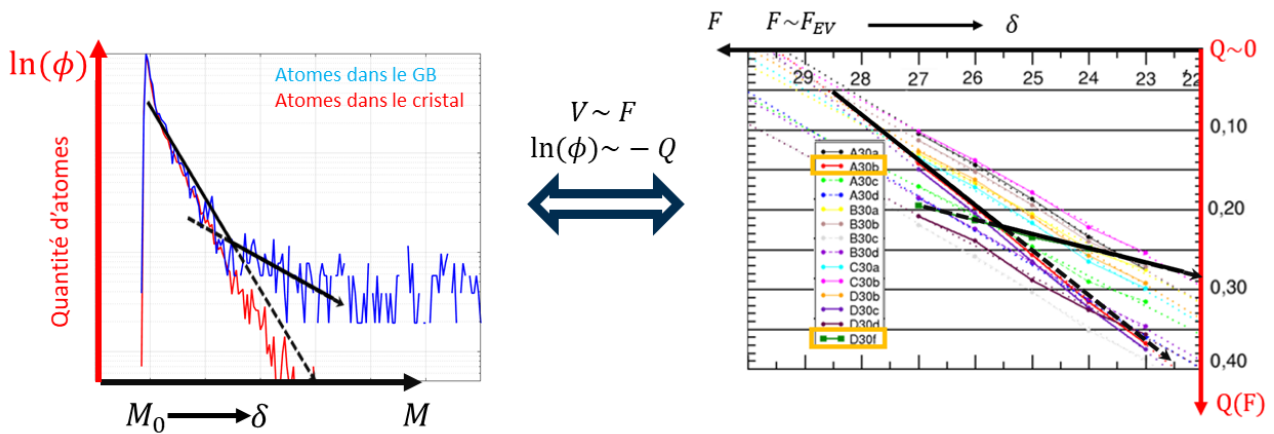 ln(ϕ)
Quantité d'atomes
Atomes dans le GB
Atomes dans le cristal
M₀
δ
M
V ~ F
ln(ϕ) ~ − Q
F
F~F_EV
δ
Q~0
29 28 27 26 25 24 23 22
0,10
0,20
0,30
0,40
A30a
A30b
A30c
A30d
B30a
B30b
B30c
B30d
C30a
C30b
D30b
D30c
D30d
D30f
Q(F)